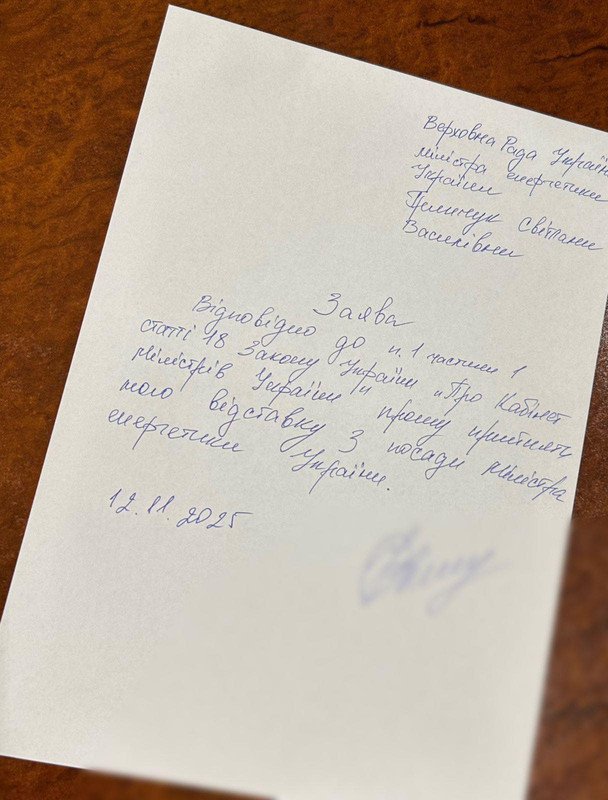 Верховна Рада України
Міністра енергетики
України
Гринчук Світлани
Василівни
Заява
Відповідно до п. 1 частини 1
статті 18 Закону України „Про Кабінет
Міністрів України" прошу прийняти
мою відставку з посади Міністра
енергетики України.
12.11.2025